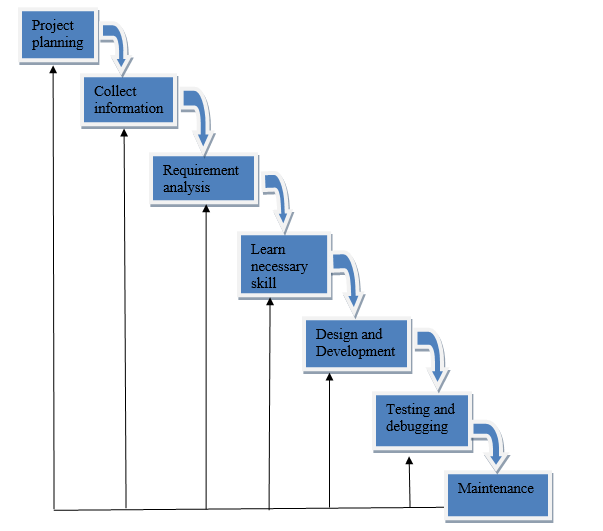 Project
planning
Collect
information
Requirement
analysis
Learn
necessary
skill
Design and
Development
Testing and
debugging
Maintenance